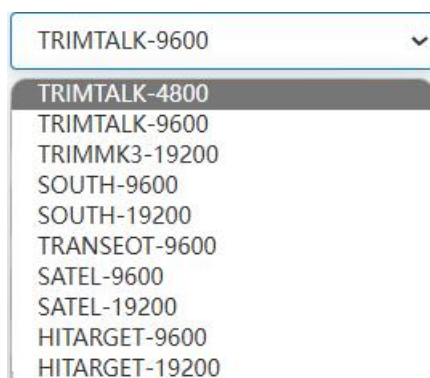 TRIMTALK-9600
TRIMTALK-4800
TRIMTALK-9600
TRIMMK3-19200
SOUTH-9600
SOUTH-19200
TRANSEOT-9600
SATEL-9600
SATEL-19200
HITARGET-9600
HITARGET-19200